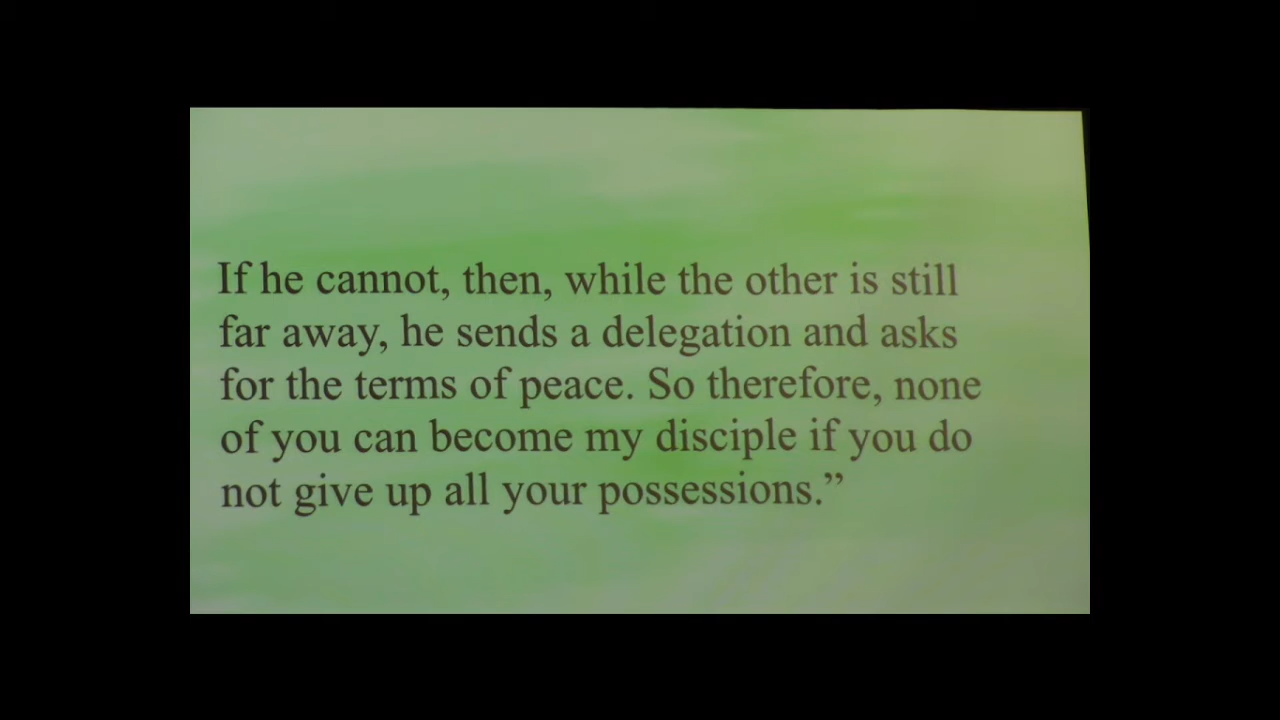 If he cannot, then, while the other is still
far away, he sends a delegation and asks
for the terms of peace. So therefore, none
of you can become my disciple if you do
not give up all your possessions.”